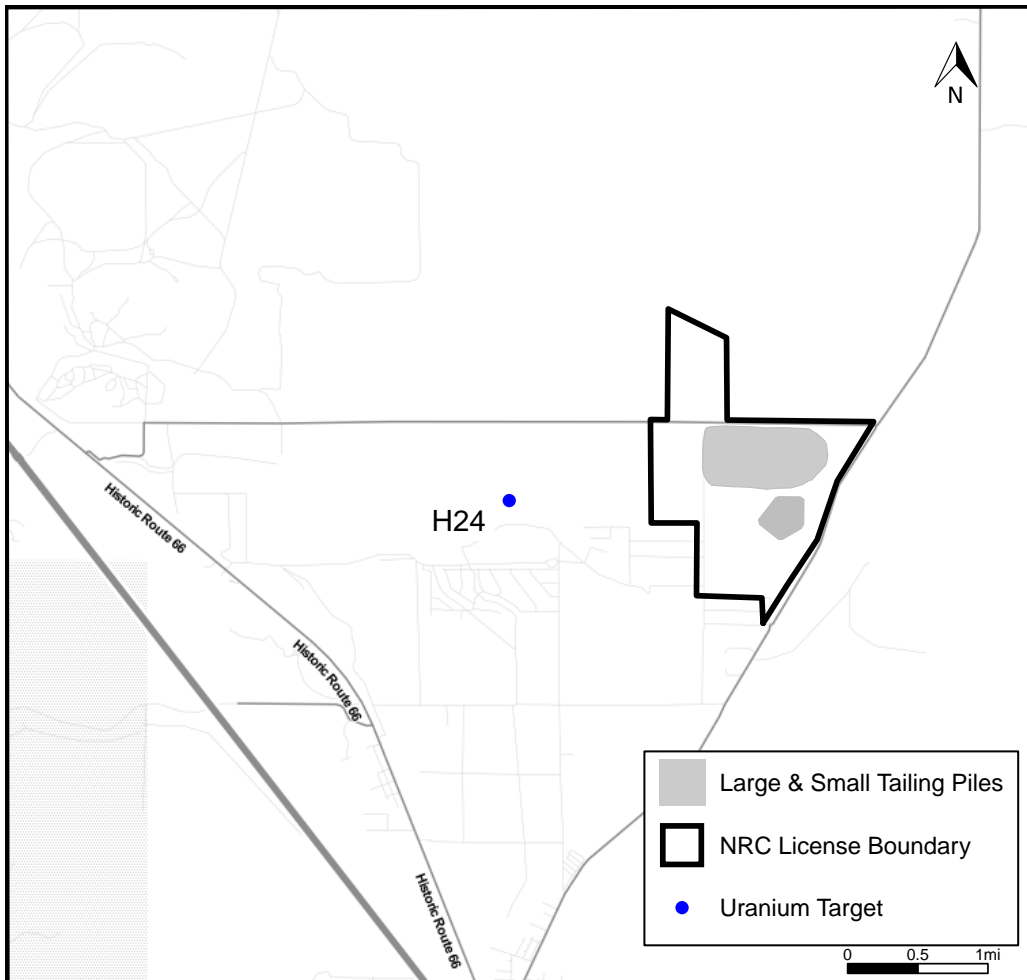 N
H24
Historic Route 66
Historic Route 66
Historic Route 66
Large & Small Tailing Piles
NRC License Boundary
Uranium Target
0 0.5 1mi